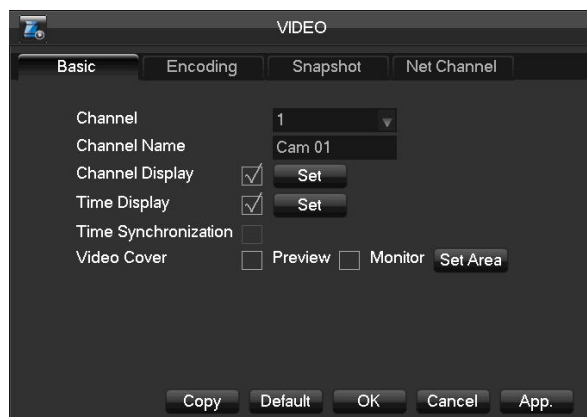 VIDEO
Basic Encoding Snapshot Net Channel
Channel 1
Channel Name Cam 01
Channel Display Set
Time Display Set
Time Synchronization
Video Cover Preview Monitor Set Area
Copy Default OK Cancel App.